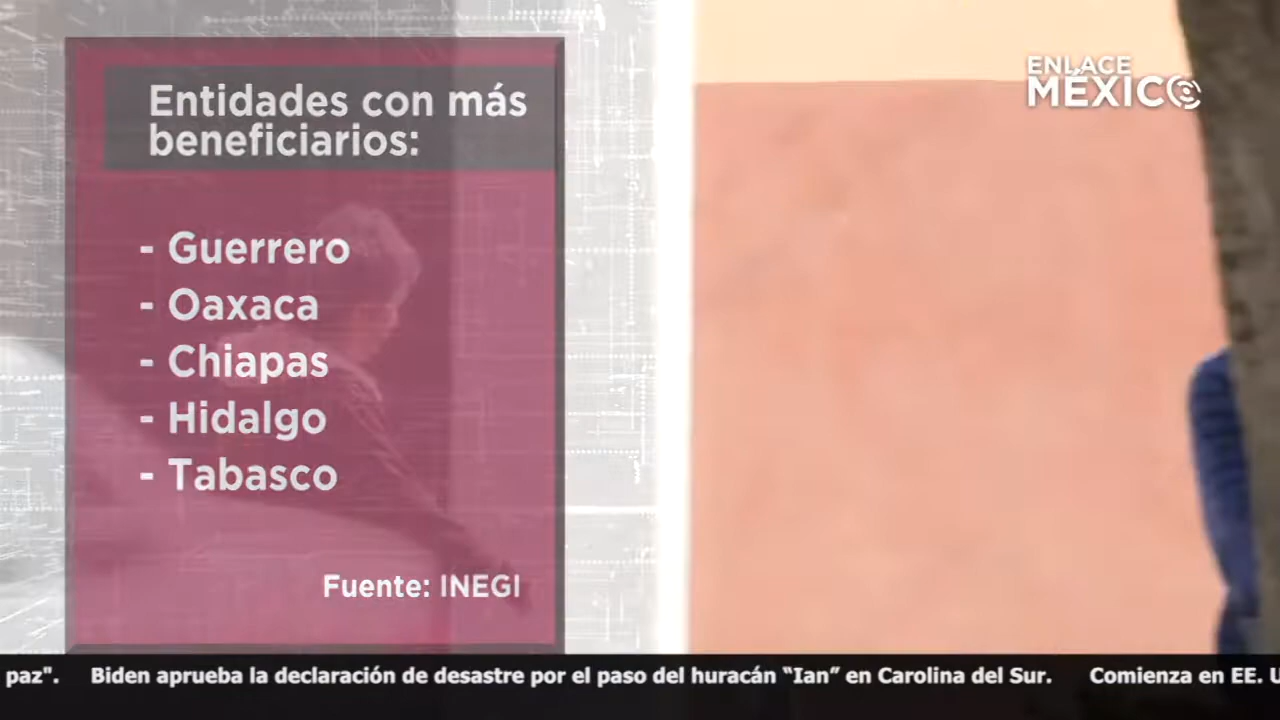 Entidades con más
beneficiarios:
- Guerrero
- Oaxaca
- Chiapas
- Hidalgo
- Tabasco
Fuente: INEGI
ENLACE
MÉXICO
paz". Biden aprueba la declaración de desastre por el paso del huracán “Ian” en Carolina del Sur. Comienza en EE. U